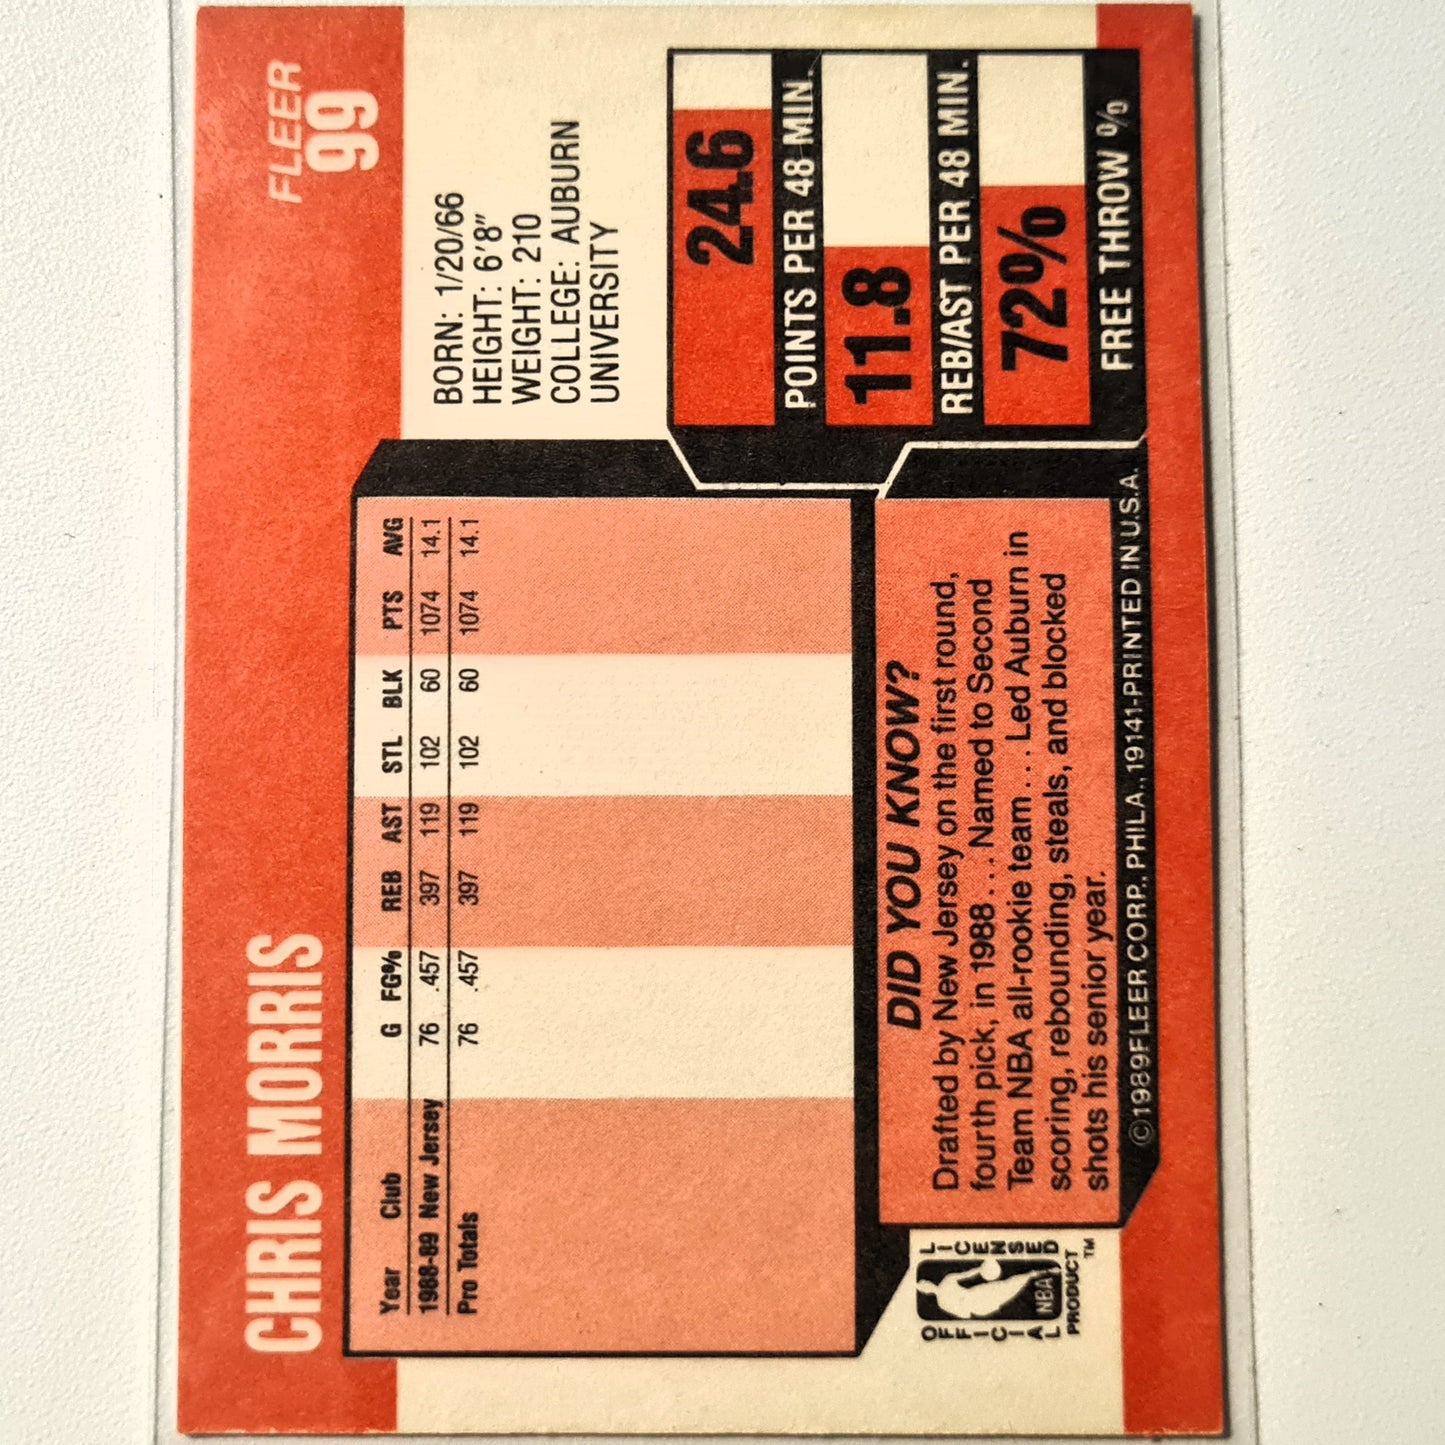 FLEER
99
CHRIS MORRIS
BORN: 1/20/66
HEIGHT: 6'8"
WEIGHT: 210
COLLEGE: AUBURN
UNIVERSITY
Year Club G FG% REB AST STL BLK PTS AVG
1988-89 New Jersey 76 .457 397 119 102 60 1074 14.1
Pro Totals 76 .457 397 119 102 60 1074 14.1
24.6
POINTS PER 48 MIN.
11.8
REB/AST PER 48 MIN.
72%
FREE THROW %
DID YOU KNOW?
Drafted by New Jersey on the first round,
fourth pick, in 1988 . . . Named to Second
Team NBA all-rookie team . . . Led Auburn in
scoring, rebounding, steals, and blocked
shots his senior year.
OFFICIAL LICENSED
NBA
PRODUCT™
©1989 FLEER CORP., PHILA., 19141-PRINTED IN U.S.A.